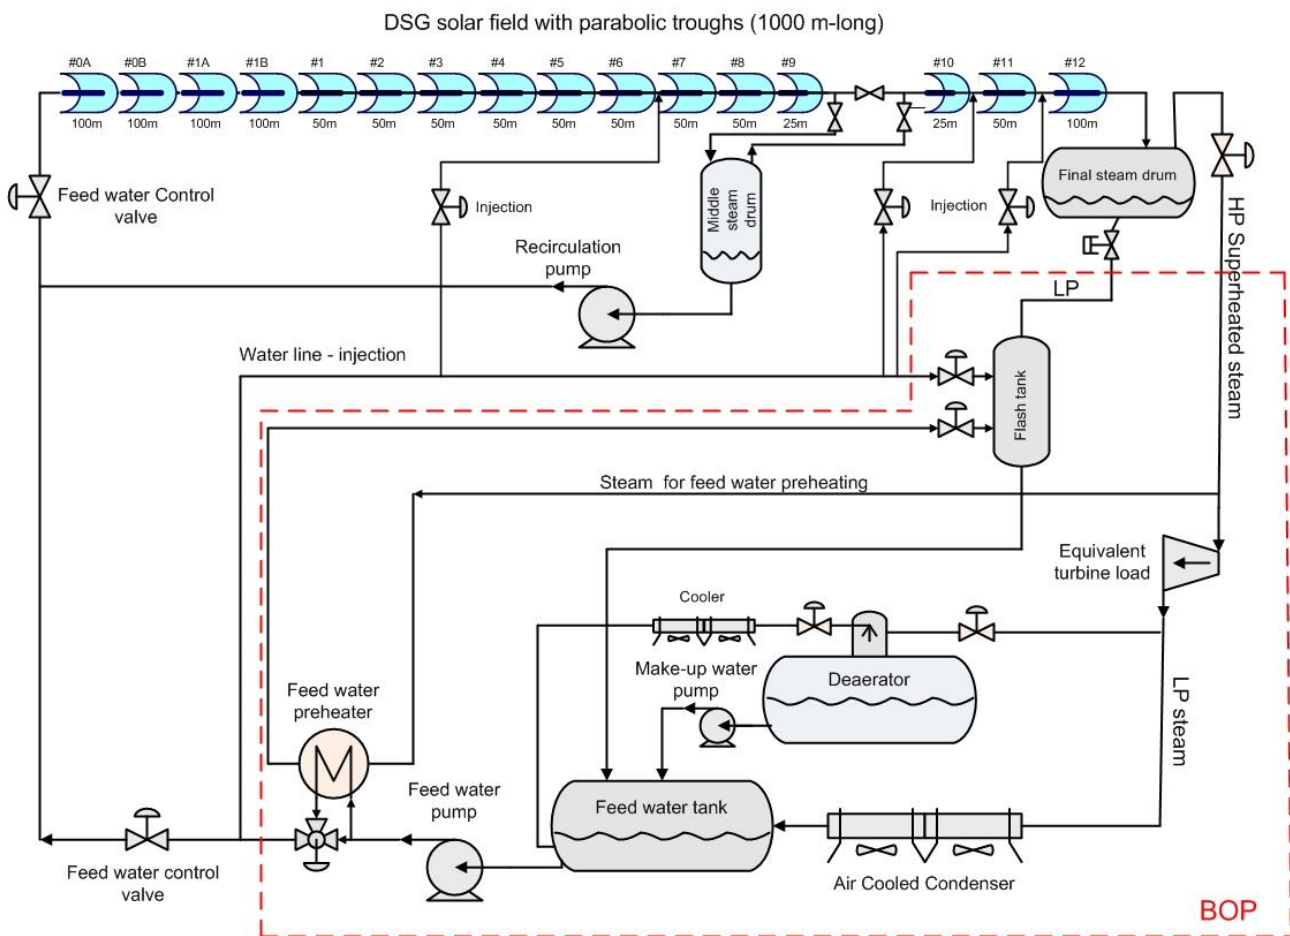 DSG solar field with parabolic troughs (1000 m-long)
#0A #0B #1A #1B #1 #2 #3 #4 #5 #6 #7 #8 #9 #10 #11 #12
100m 100m 100m 100m 50m 50m 50m 50m 50m 50m 50m 50m 25m 25m 50m 100m
Feed water Control
valve
Injection
Middle
steam
drum
Injection
Final steam drum
HP Superheated steam
Recirculation
pump
LP
Water line - injection
Flash tank
Steam for feed water preheating
Equivalent
turbine load
Cooler
Make-up water
pump
Deaerator
LP steam
Feed water
preheater
Feed water
pump
Feed water tank
Feed water control
valve
Air Cooled Condenser
BOP